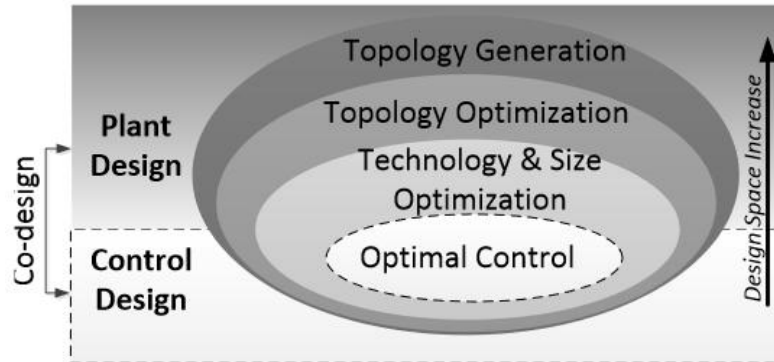 Topology Generation
Topology Optimization
Plant
Design
Technology & Size
Optimization
Co-design
Control
Design
Optimal Control
Design Space Increase